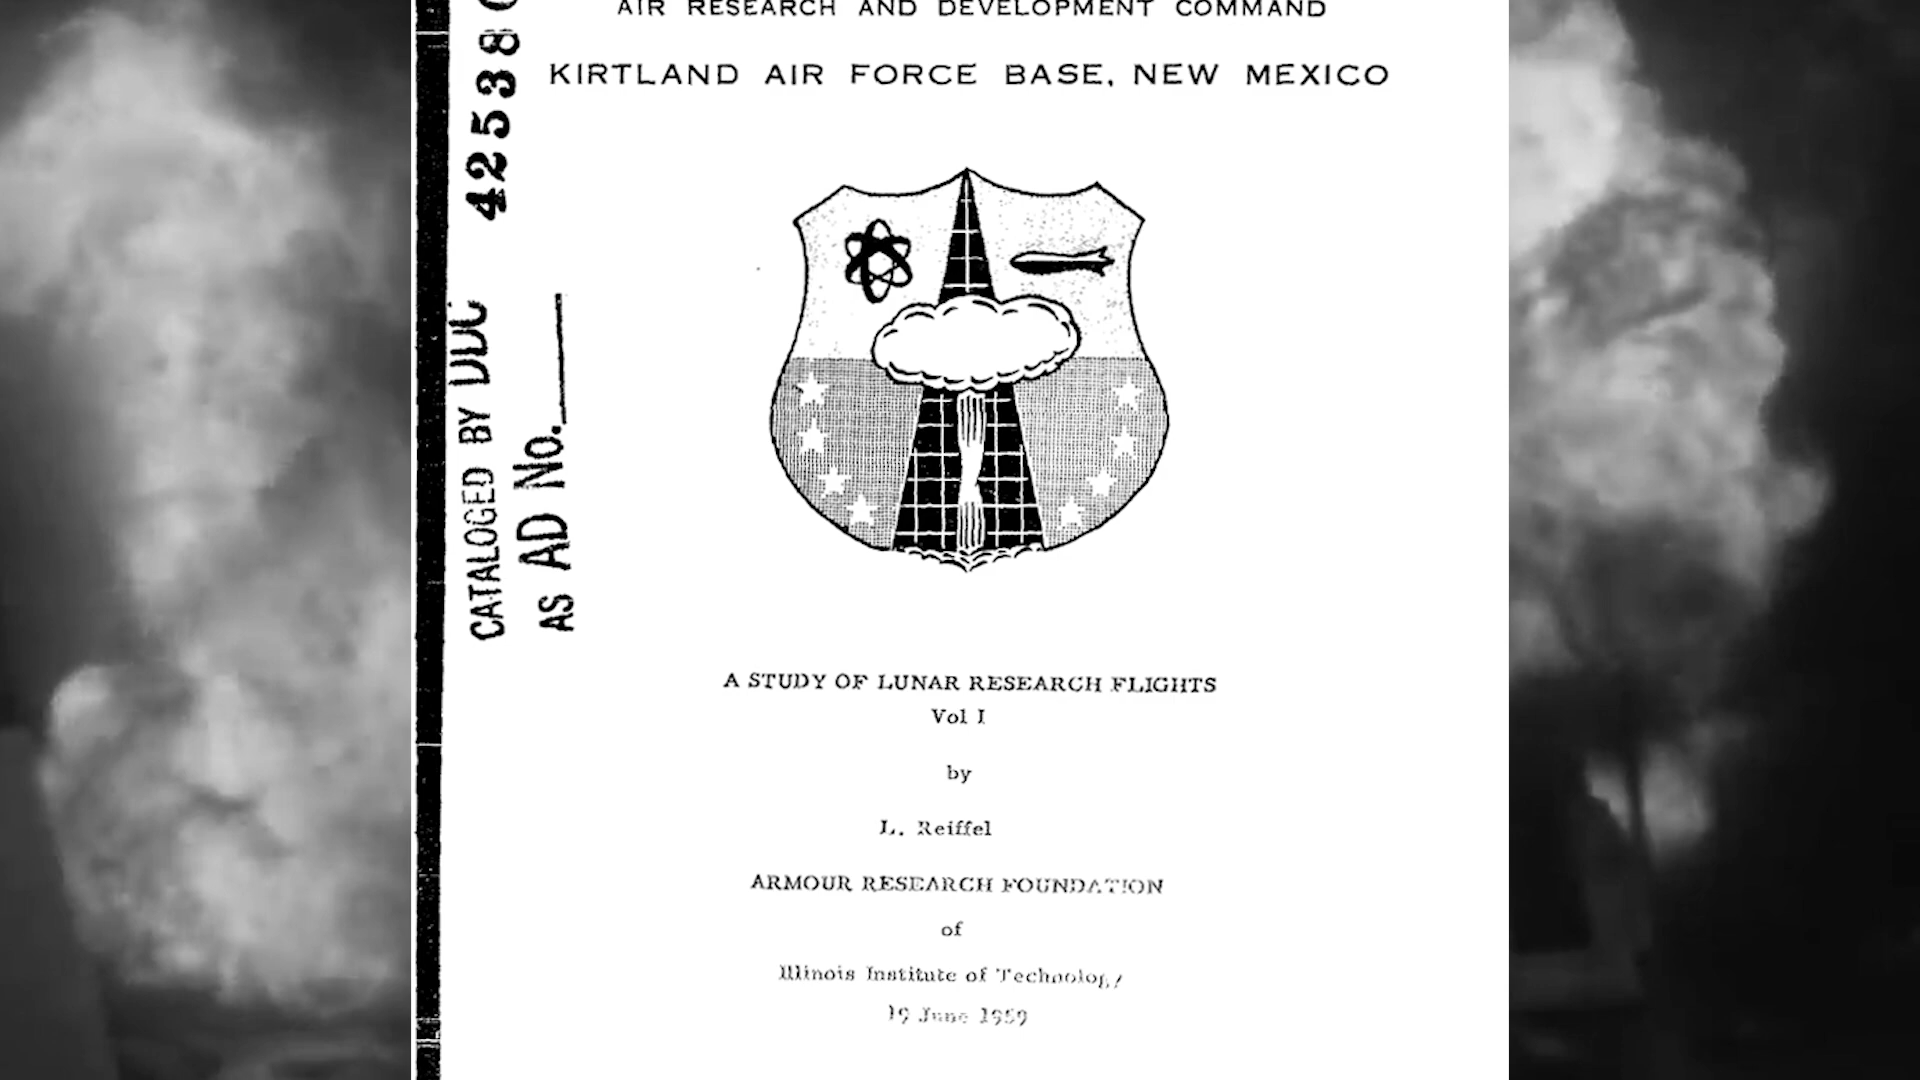 AIR RESEARCH AND DEVELOPMENT COMMAND
KIRTLAND AIR FORCE BASE, NEW MEXICO
CATALOGED BY DDC
AS AD No.
42538
A STUDY OF LUNAR RESEARCH FLIGHTS
Vol I
by
L. Reiffel
ARMOUR RESEARCH FOUNDATION
of
Illinois Institute of Technology
19 June 1959